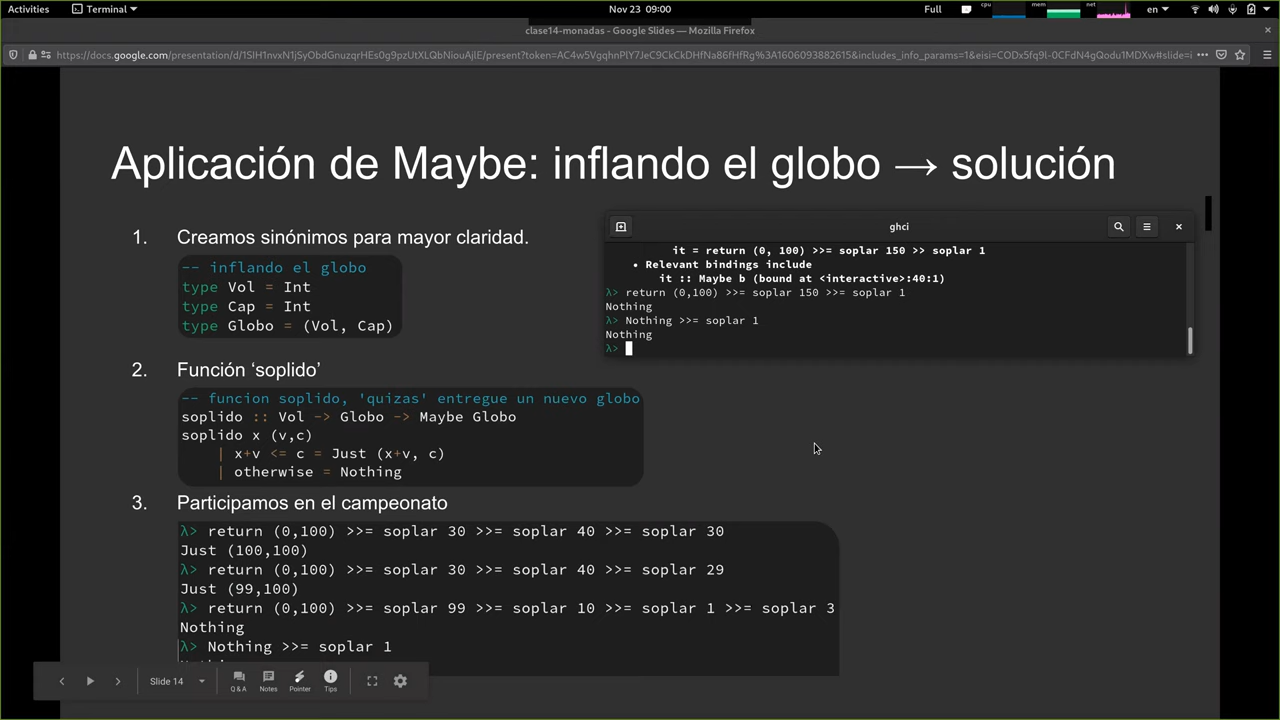 Activities
Terminal
Nov 23 09:00
Full
cpu
mem
net
en
clase14-monadas - Google Slides — Mozilla Firefox
Aplicación de Maybe: inflando el globo → solución
1. Creamos sinónimos para mayor claridad.
-- inflando el globo
type Vol = Int
type Cap = Int
type Globo = (Vol, Cap)
ghci
it = return (0, 100) >>= soplar 150 >> soplar 1
• Relevant bindings include
it :: Maybe b (bound at <interactive>:40:1)
λ> return (0,100) >>= soplar 150 >>= soplar 1
Nothing
λ> Nothing >>= soplar 1
Nothing
λ>
2. Función ‘soplido’
-- funcion soplido, 'quizas' entregue un nuevo globo
soplido :: Vol -> Globo -> Maybe Globo
soplido x (v,c)
| x+v <= c = Just (x+v, c)
| otherwise = Nothing
3. Participamos en el campeonato
λ> return (0,100) >>= soplar 30 >>= soplar 40 >>= soplar 30
Just (100,100)
λ> return (0,100) >>= soplar 30 >>= soplar 40 >>= soplar 29
Just (99,100)
λ> return (0,100) >>= soplar 99 >>= soplar 10 >>= soplar 1 >>= soplar 3
Nothing
λ> Nothing >>= soplar 1
Slide 14
Q & A
Notes
Pointer
Tips